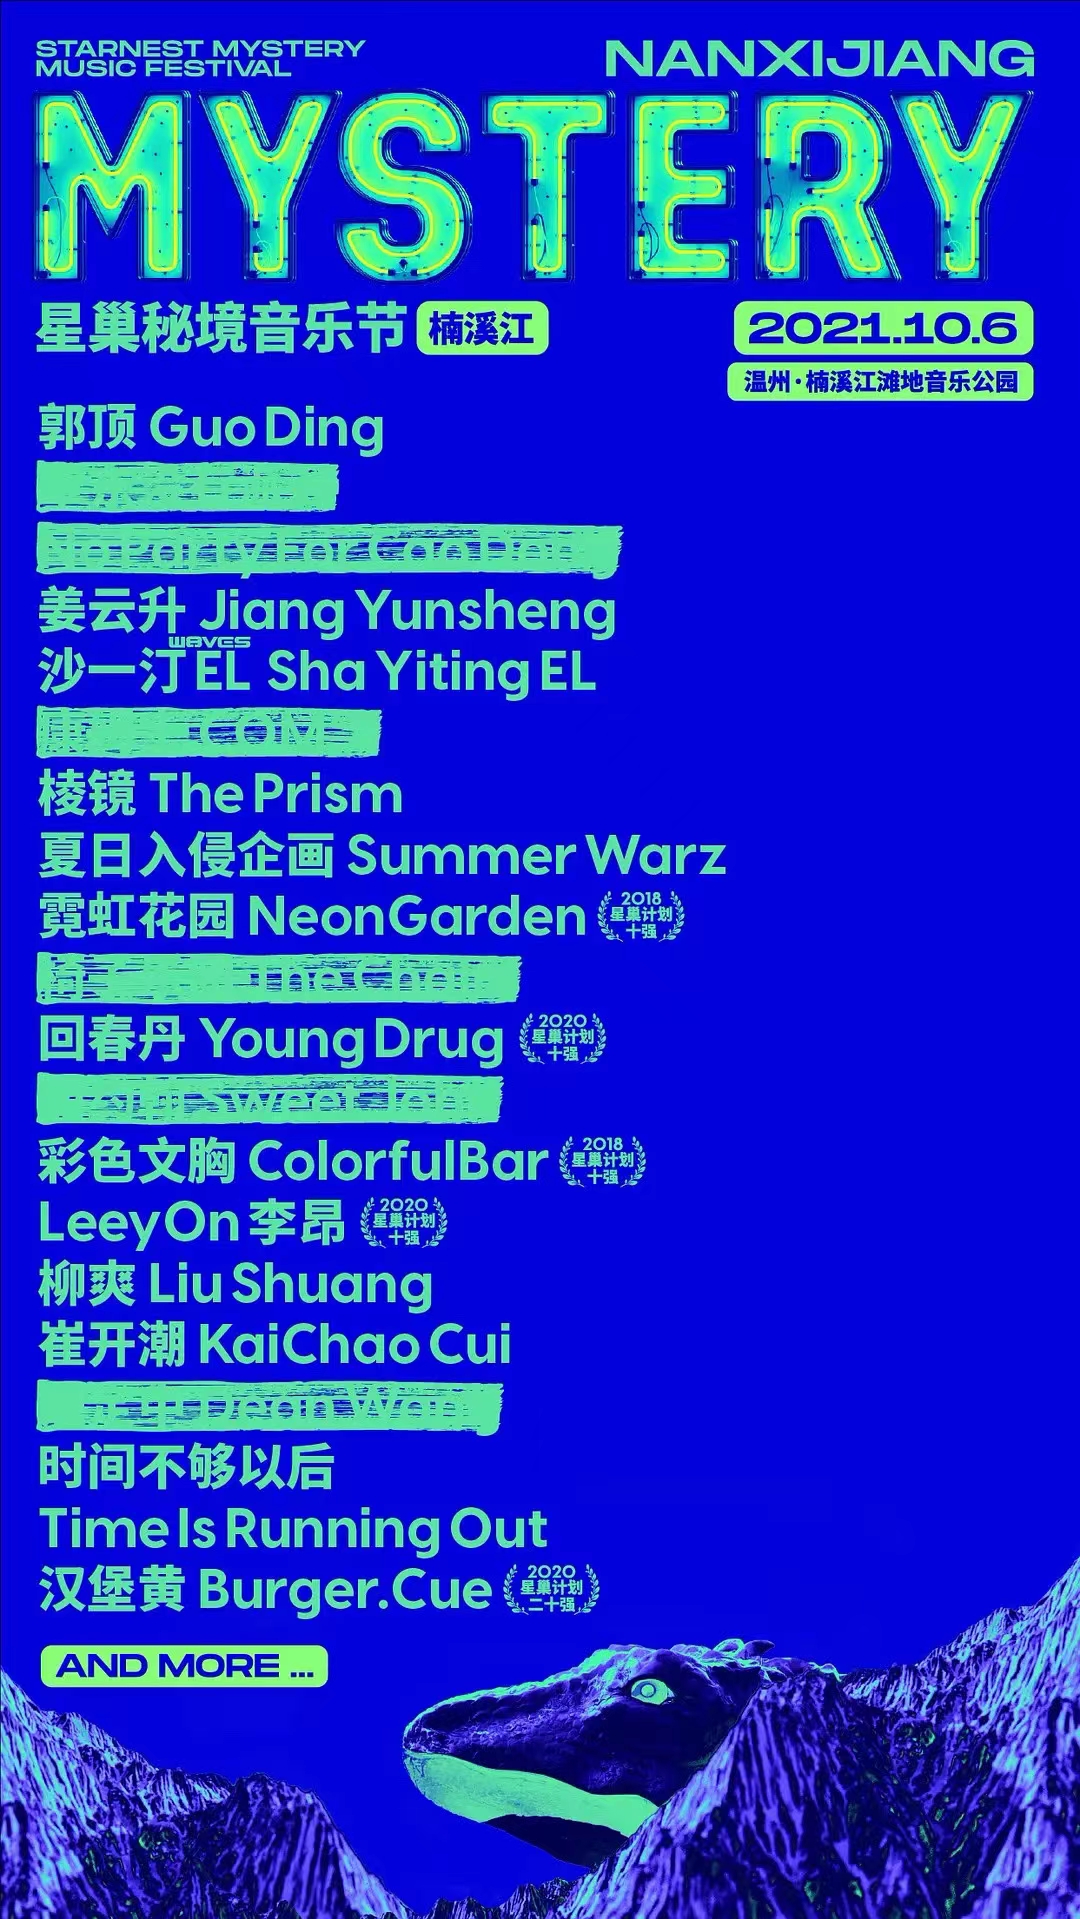 STARNEST MYSTERY
MUSIC FESTIVAL
NANXIJIANG
MYSTERY
星巢秘境音乐节 楠溪江
2021.10.6
温州·楠溪江滩地音乐公园
郭顶 Guo Ding
姜云升 Jiang Yunsheng
WAVES
沙一汀EL Sha Yiting EL
棱镜 The Prism
夏日入侵企画 Summer Warz
霓虹花园 NeonGarden
2018
星巢计划
十强
The
回春丹 Young Drug
2020
星巢计划
十强
Sweet John
彩色文胸 ColorfulBar
2018
星巢计划
十强
LeeyOn 李昂
2020
星巢计划
十强
柳爽 Liu Shuang
崔开潮 KaiChao Cui
Dean
时间不够以后
Time Is Running Out
汉堡黄 Burger.Cue
2020
星巢计划
二十强
AND MORE ...